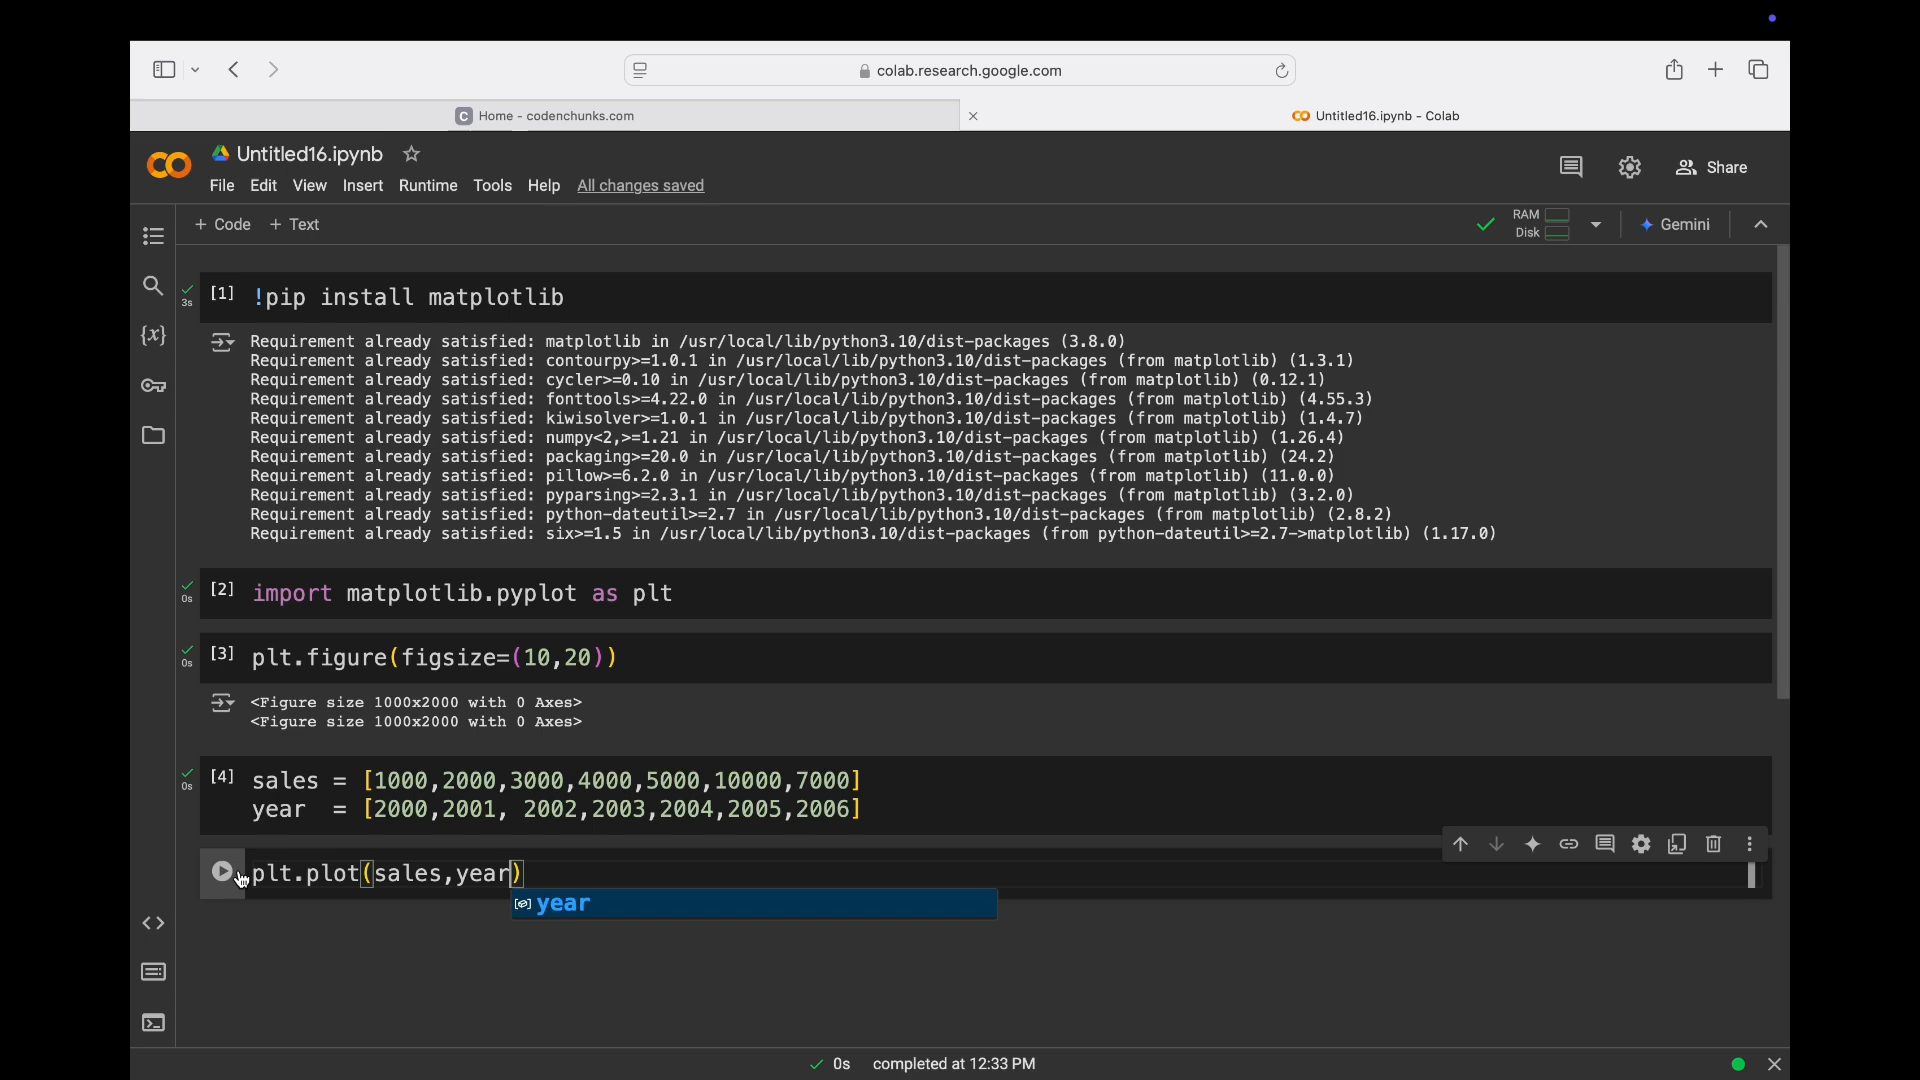 colab.research.google.com
C Home - codenchunks.com
Untitled16.ipynb - Colab
Untitled16.ipynb
File Edit View Insert Runtime Tools Help All changes saved
Share
+ Code + Text
RAM
Disk
Gemini
[1] !pip install matplotlib
3s
Requirement already satisfied: matplotlib in /usr/local/lib/python3.10/dist-packages (3.8.0)
Requirement already satisfied: contourpy>=1.0.1 in /usr/local/lib/python3.10/dist-packages (from matplotlib) (1.3.1)
Requirement already satisfied: cycler>=0.10 in /usr/local/lib/python3.10/dist-packages (from matplotlib) (0.12.1)
Requirement already satisfied: fonttools>=4.22.0 in /usr/local/lib/python3.10/dist-packages (from matplotlib) (4.55.3)
Requirement already satisfied: kiwisolver>=1.0.1 in /usr/local/lib/python3.10/dist-packages (from matplotlib) (1.4.7)
Requirement already satisfied: numpy<2,>=1.21 in /usr/local/lib/python3.10/dist-packages (from matplotlib) (1.26.4)
Requirement already satisfied: packaging>=20.0 in /usr/local/lib/python3.10/dist-packages (from matplotlib) (24.2)
Requirement already satisfied: pillow>=6.2.0 in /usr/local/lib/python3.10/dist-packages (from matplotlib) (11.0.0)
Requirement already satisfied: pyparsing>=2.3.1 in /usr/local/lib/python3.10/dist-packages (from matplotlib) (3.2.0)
Requirement already satisfied: python-dateutil>=2.7 in /usr/local/lib/python3.10/dist-packages (from matplotlib) (2.8.2)
Requirement already satisfied: six>=1.5 in /usr/local/lib/python3.10/dist-packages (from python-dateutil>=2.7->matplotlib) (1.17.0)
[2] import matplotlib.pyplot as plt
0s
[3] plt.figure(figsize=(10,20))
0s
<Figure size 1000x2000 with 0 Axes>
<Figure size 1000x2000 with 0 Axes>
[4] sales = [1000,2000,3000,4000,5000,10000,7000]
0s
year = [2000,2001, 2002,2003,2004,2005,2006]
plt.plot(sales,year)
year
0s completed at 12:33 PM